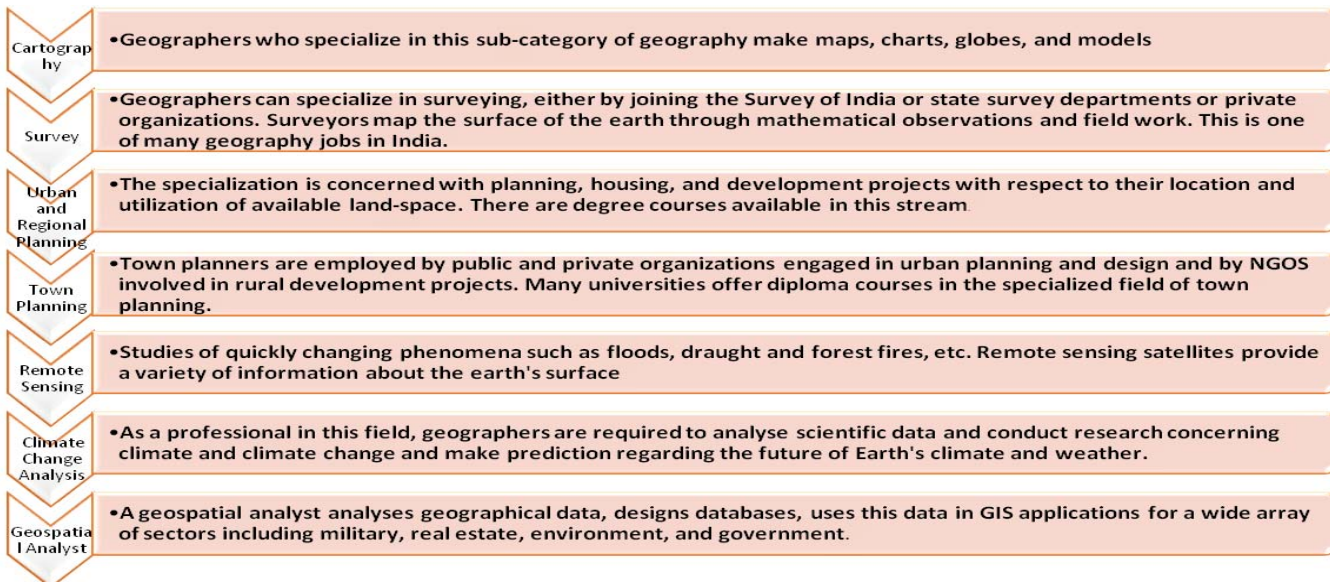 Cartograp
hy
•Geographers who specialize in this sub-category of geography make maps, charts, globes, and models
Survey
•Geographers can specialize in surveying, either by joining the Survey of India or state survey departments or private
organizations. Surveyors map the surface of the earth through mathematical observations and field work. This is one
of many geography jobs in India.
Urban
and
Regional
Planning
•The specialization is concerned with planning, housing, and development projects with respect to their location and
utilization of available land-space. There are degree courses available in this stream.
Town
Planning
•Town planners are employed by public and private organizations engaged in urban planning and design and by NGOS
involved in rural development projects. Many universities offer diploma courses in the specialized field of town
planning.
Remote
Sensing
•Studies of quickly changing phenomena such as floods, draught and forest fires, etc. Remote sensing satellites provide
a variety of information about the earth's surface
Climate
Change
Analysis
•As a professional in this field, geographers are required to analyse scientific data and conduct research concerning
climate and climate change and make prediction regarding the future of Earth's climate and weather.
Geospatia
l Analyst
•A geospatial analyst analyses geographical data, designs databases, uses this data in GIS applications for a wide array
of sectors including military, real estate, environment, and government.